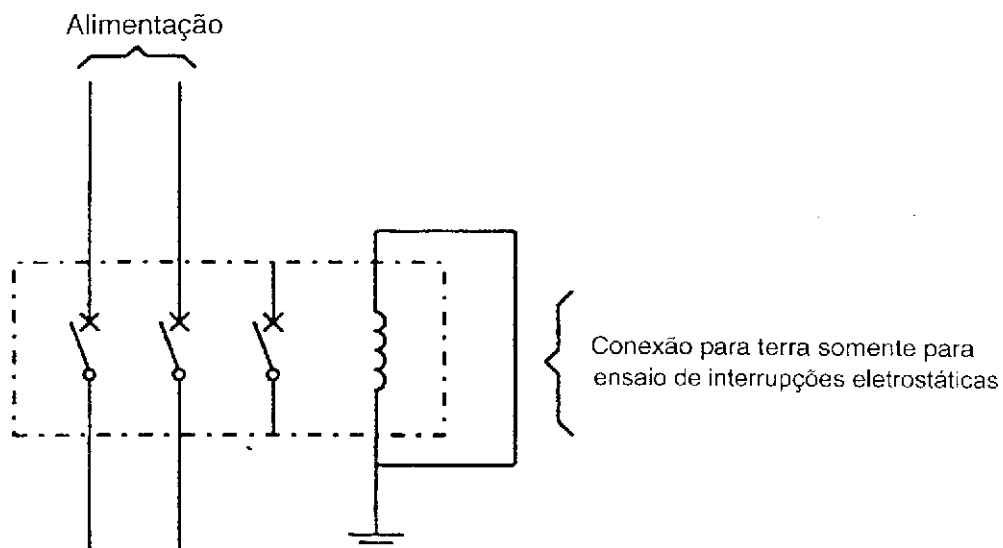 Alimentação
Conexão para terra somente para
ensaio de interrupções eletrostáticas